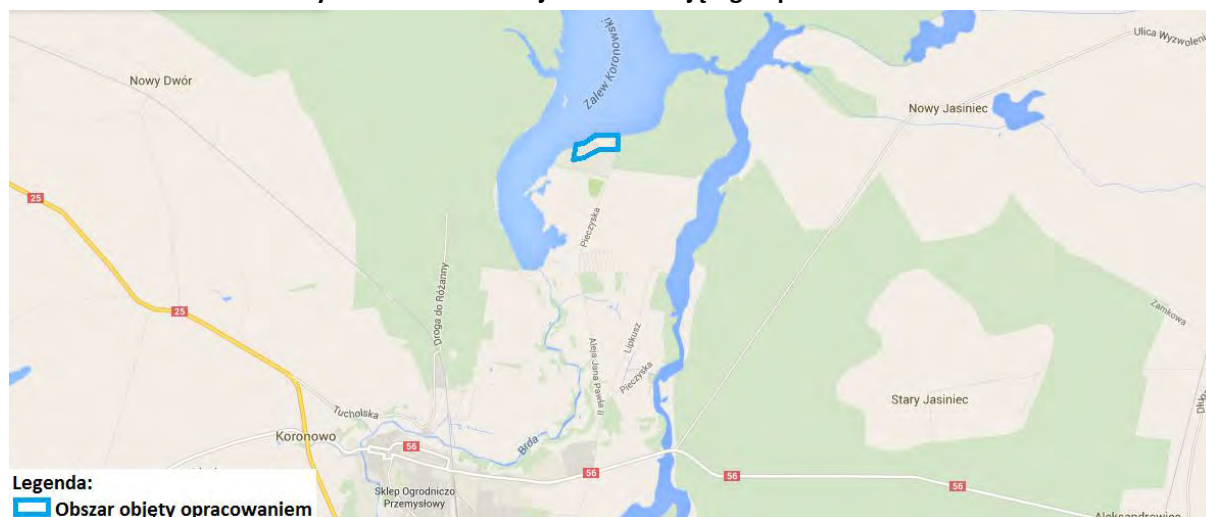 Ulica Wyzwoleni
Zalew Koronowski
Nowy Dwór
Nowy Jasiniec
25
Pieczyska
25
Droga do Różanny
Zamkowa
Lipkusz
Aleja Jana Pawła II
Pieczyska
Stary Jasiniec
Tucholska
Koronowo
56
Brda
56
56
Sklep Ogrodniczo
Przemysłowy
Legenda:
Obszar objęty opracowaniem